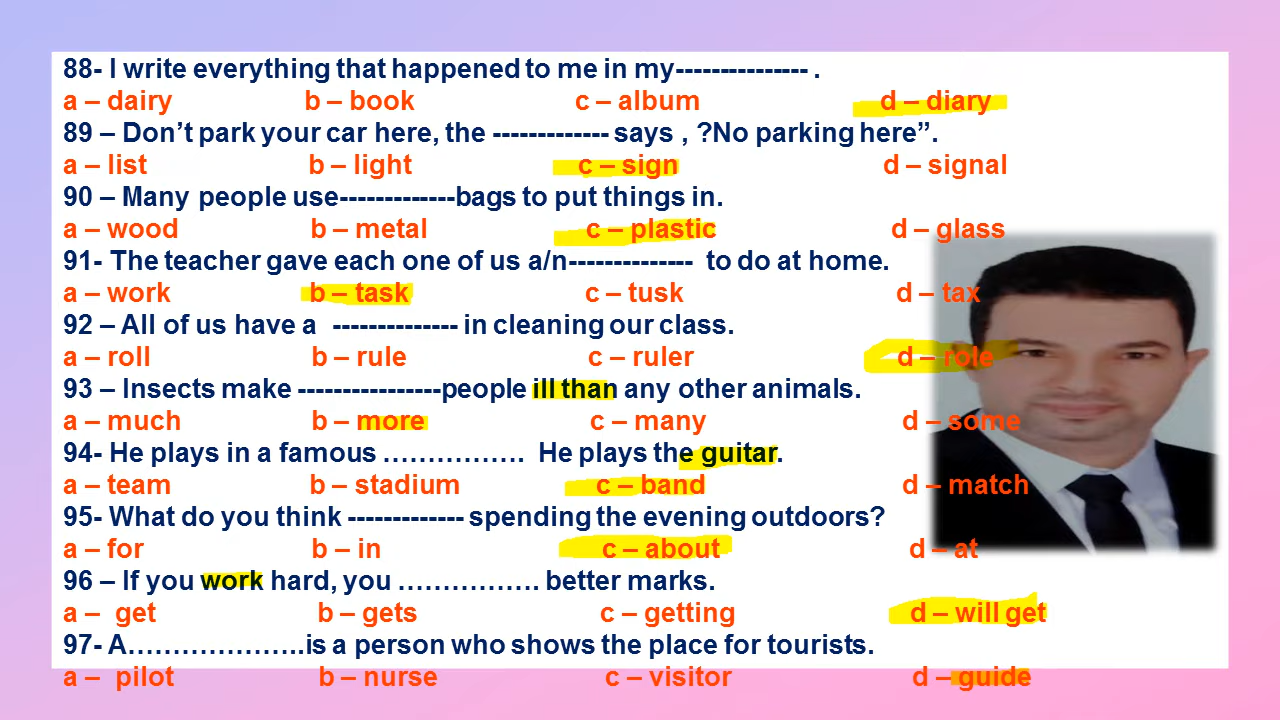 88- I write everything that happened to me in my--------------- .
a – dairy b – book c – album d – diary
89 – Don’t park your car here, the ------------- says , ?No parking here”.
a – list b – light c – sign d – signal
90 – Many people use-------------bags to put things in.
a – wood b – metal c – plastic d – glass
91- The teacher gave each one of us a/n-------------- to do at home.
a – work b – task c – tusk d – tax
92 – All of us have a -------------- in cleaning our class.
a – roll b – rule c – ruler d – role
93 – Insects make ----------------people ill than any other animals.
a – much b – more c – many d – some
94- He plays in a famous ……………. He plays the guitar.
a – team b – stadium c – band d – match
95- What do you think ------------- spending the evening outdoors?
a – for b – in c – about d – at
96 – If you work hard, you ……………. better marks.
a – get b – gets c – getting d – will get
97- A………………..is a person who shows the place for tourists.
a – pilot b – nurse c – visitor d – guide